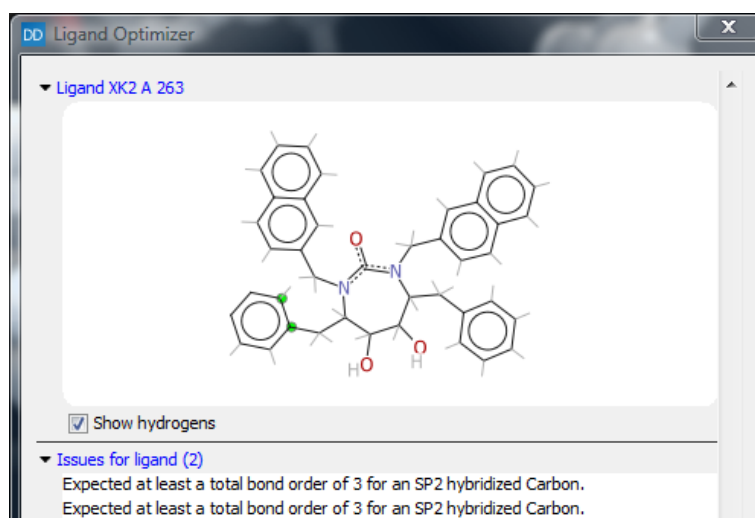 DD Ligand Optimizer
X
Ligand XK2 A 263
O
N
N
HO
O
H
Show hydrogens
Issues for ligand (2)
Expected at least a total bond order of 3 for an SP2 hybridized Carbon.
Expected at least a total bond order of 3 for an SP2 hybridized Carbon.